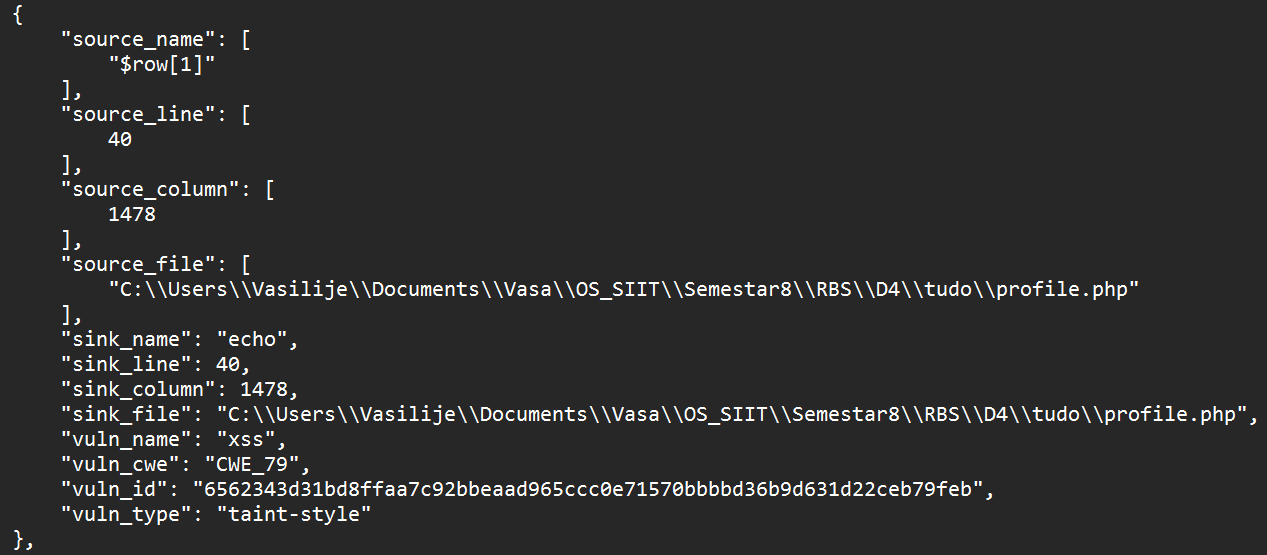 {
    "source_name": [
        "$row[1]"
    ],
    "source_line": [
        40
    ],
    "source_column": [
        1478
    ],
    "source_file": [
        "C:\\Users\\Vasilije\\Documents\\Vasa\\OS_SIIT\\Semestar8\\RBS\\D4\\tudo\\profile.php"
    ],
    "sink_name": "echo",
    "sink_line": 40,
    "sink_column": 1478,
    "sink_file": "C:\\Users\\Vasilije\\Documents\\Vasa\\OS_SIIT\\Semestar8\\RBS\\D4\\tudo\\profile.php",
    "vuln_name": "xss",
    "vuln_cwe": "CWE_79",
    "vuln_id": "6562343d31bd8ffaa7c92bbeaad965ccc0e71570bbbbd36b9d631d22ceb79feb",
    "vuln_type": "taint-style"
},